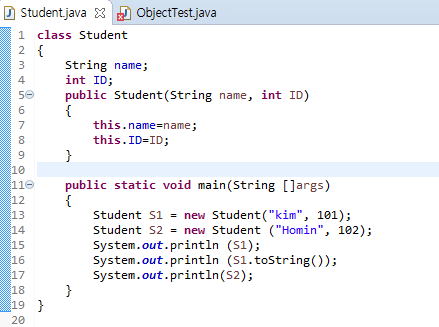 Student.java ObjectTest.java
1 class Student
2 {
3 String name;
4 int ID;
5 public Student(String name, int ID)
6 {
7 this.name=name;
8 this.ID=ID;
9 }
10
11 public static void main(String []args)
12 {
13 Student S1 = new Student("kim", 101);
14 Student S2 = new Student ("Homin", 102);
15 System.out.println (S1);
16 System.out.println (S1.toString());
17 System.out.println(S2);
18 }
19 }
20